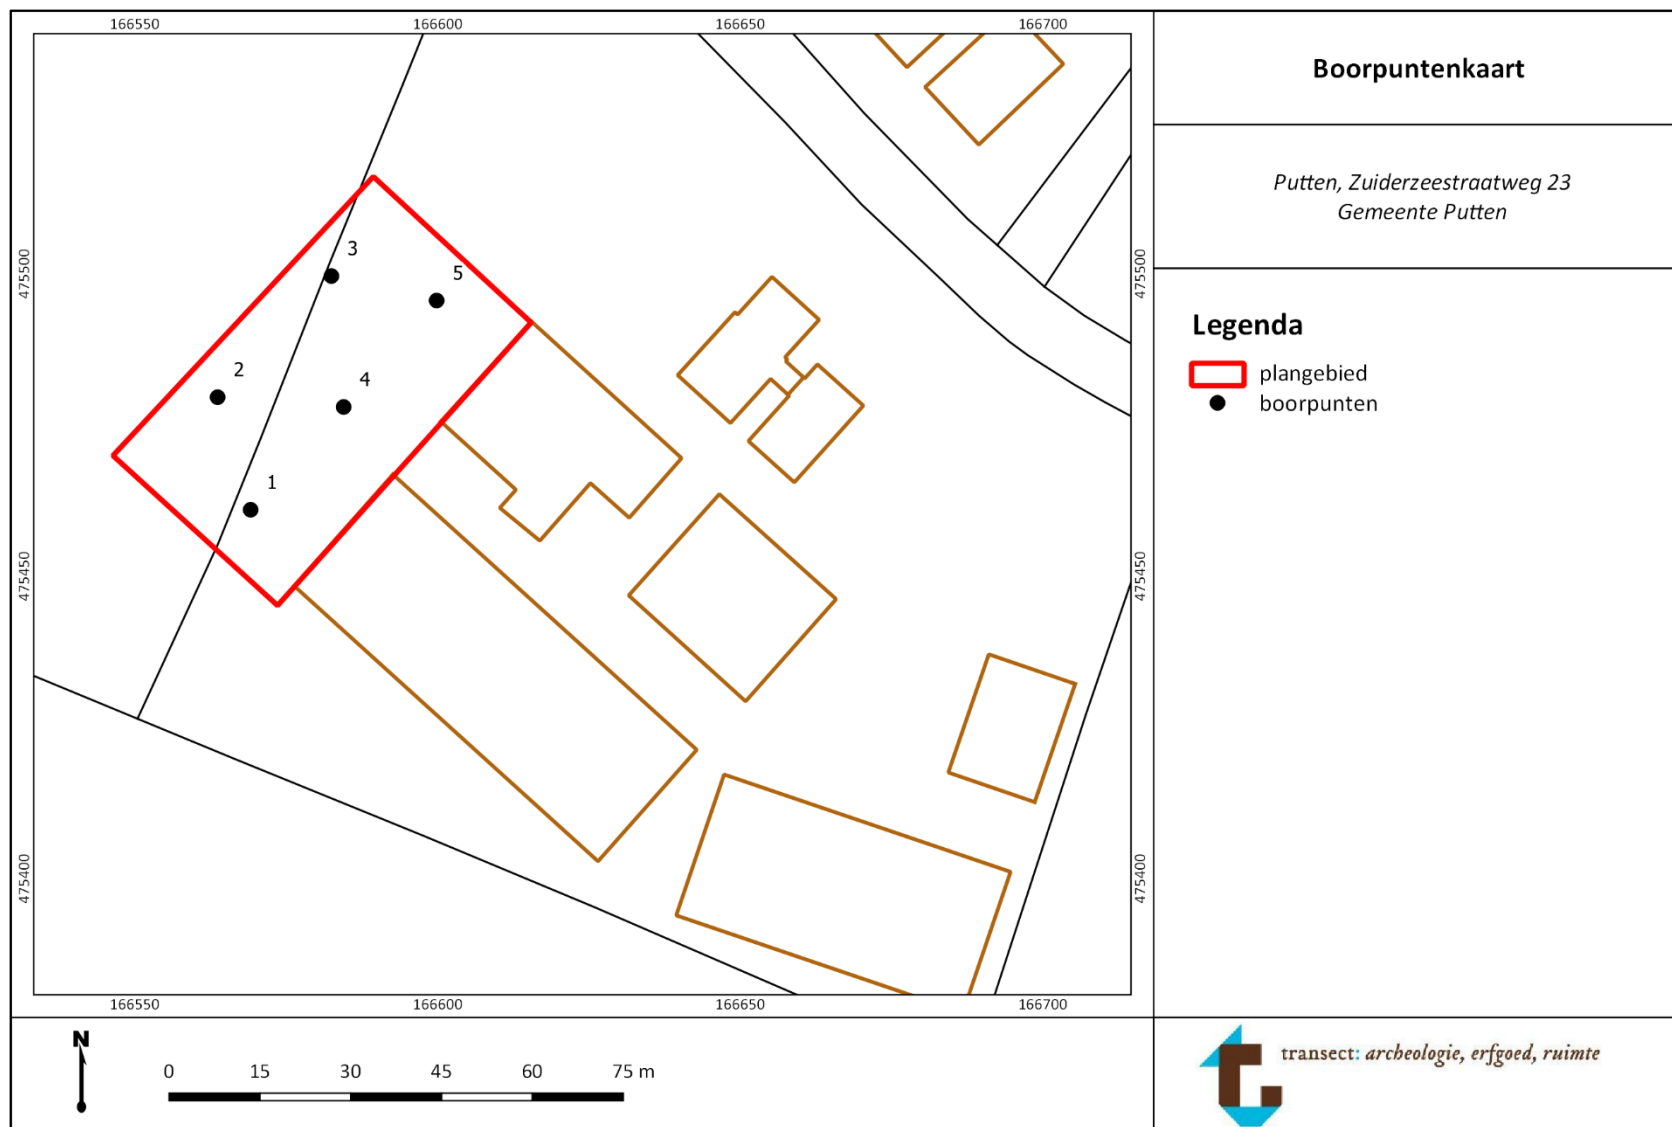 166550 166600 166650 166700
Boorpuntenkaart
Putten, Zuiderzeestraatweg 23
Gemeente Putten
475500 475500
475450 475450
475400 475400
3
5
2
4
1
Legenda
plangebied
boorpunten
166550 166600 166650 166700
N
0 15 30 45 60 75 m
transect: archeologie, erfgoed, ruimte